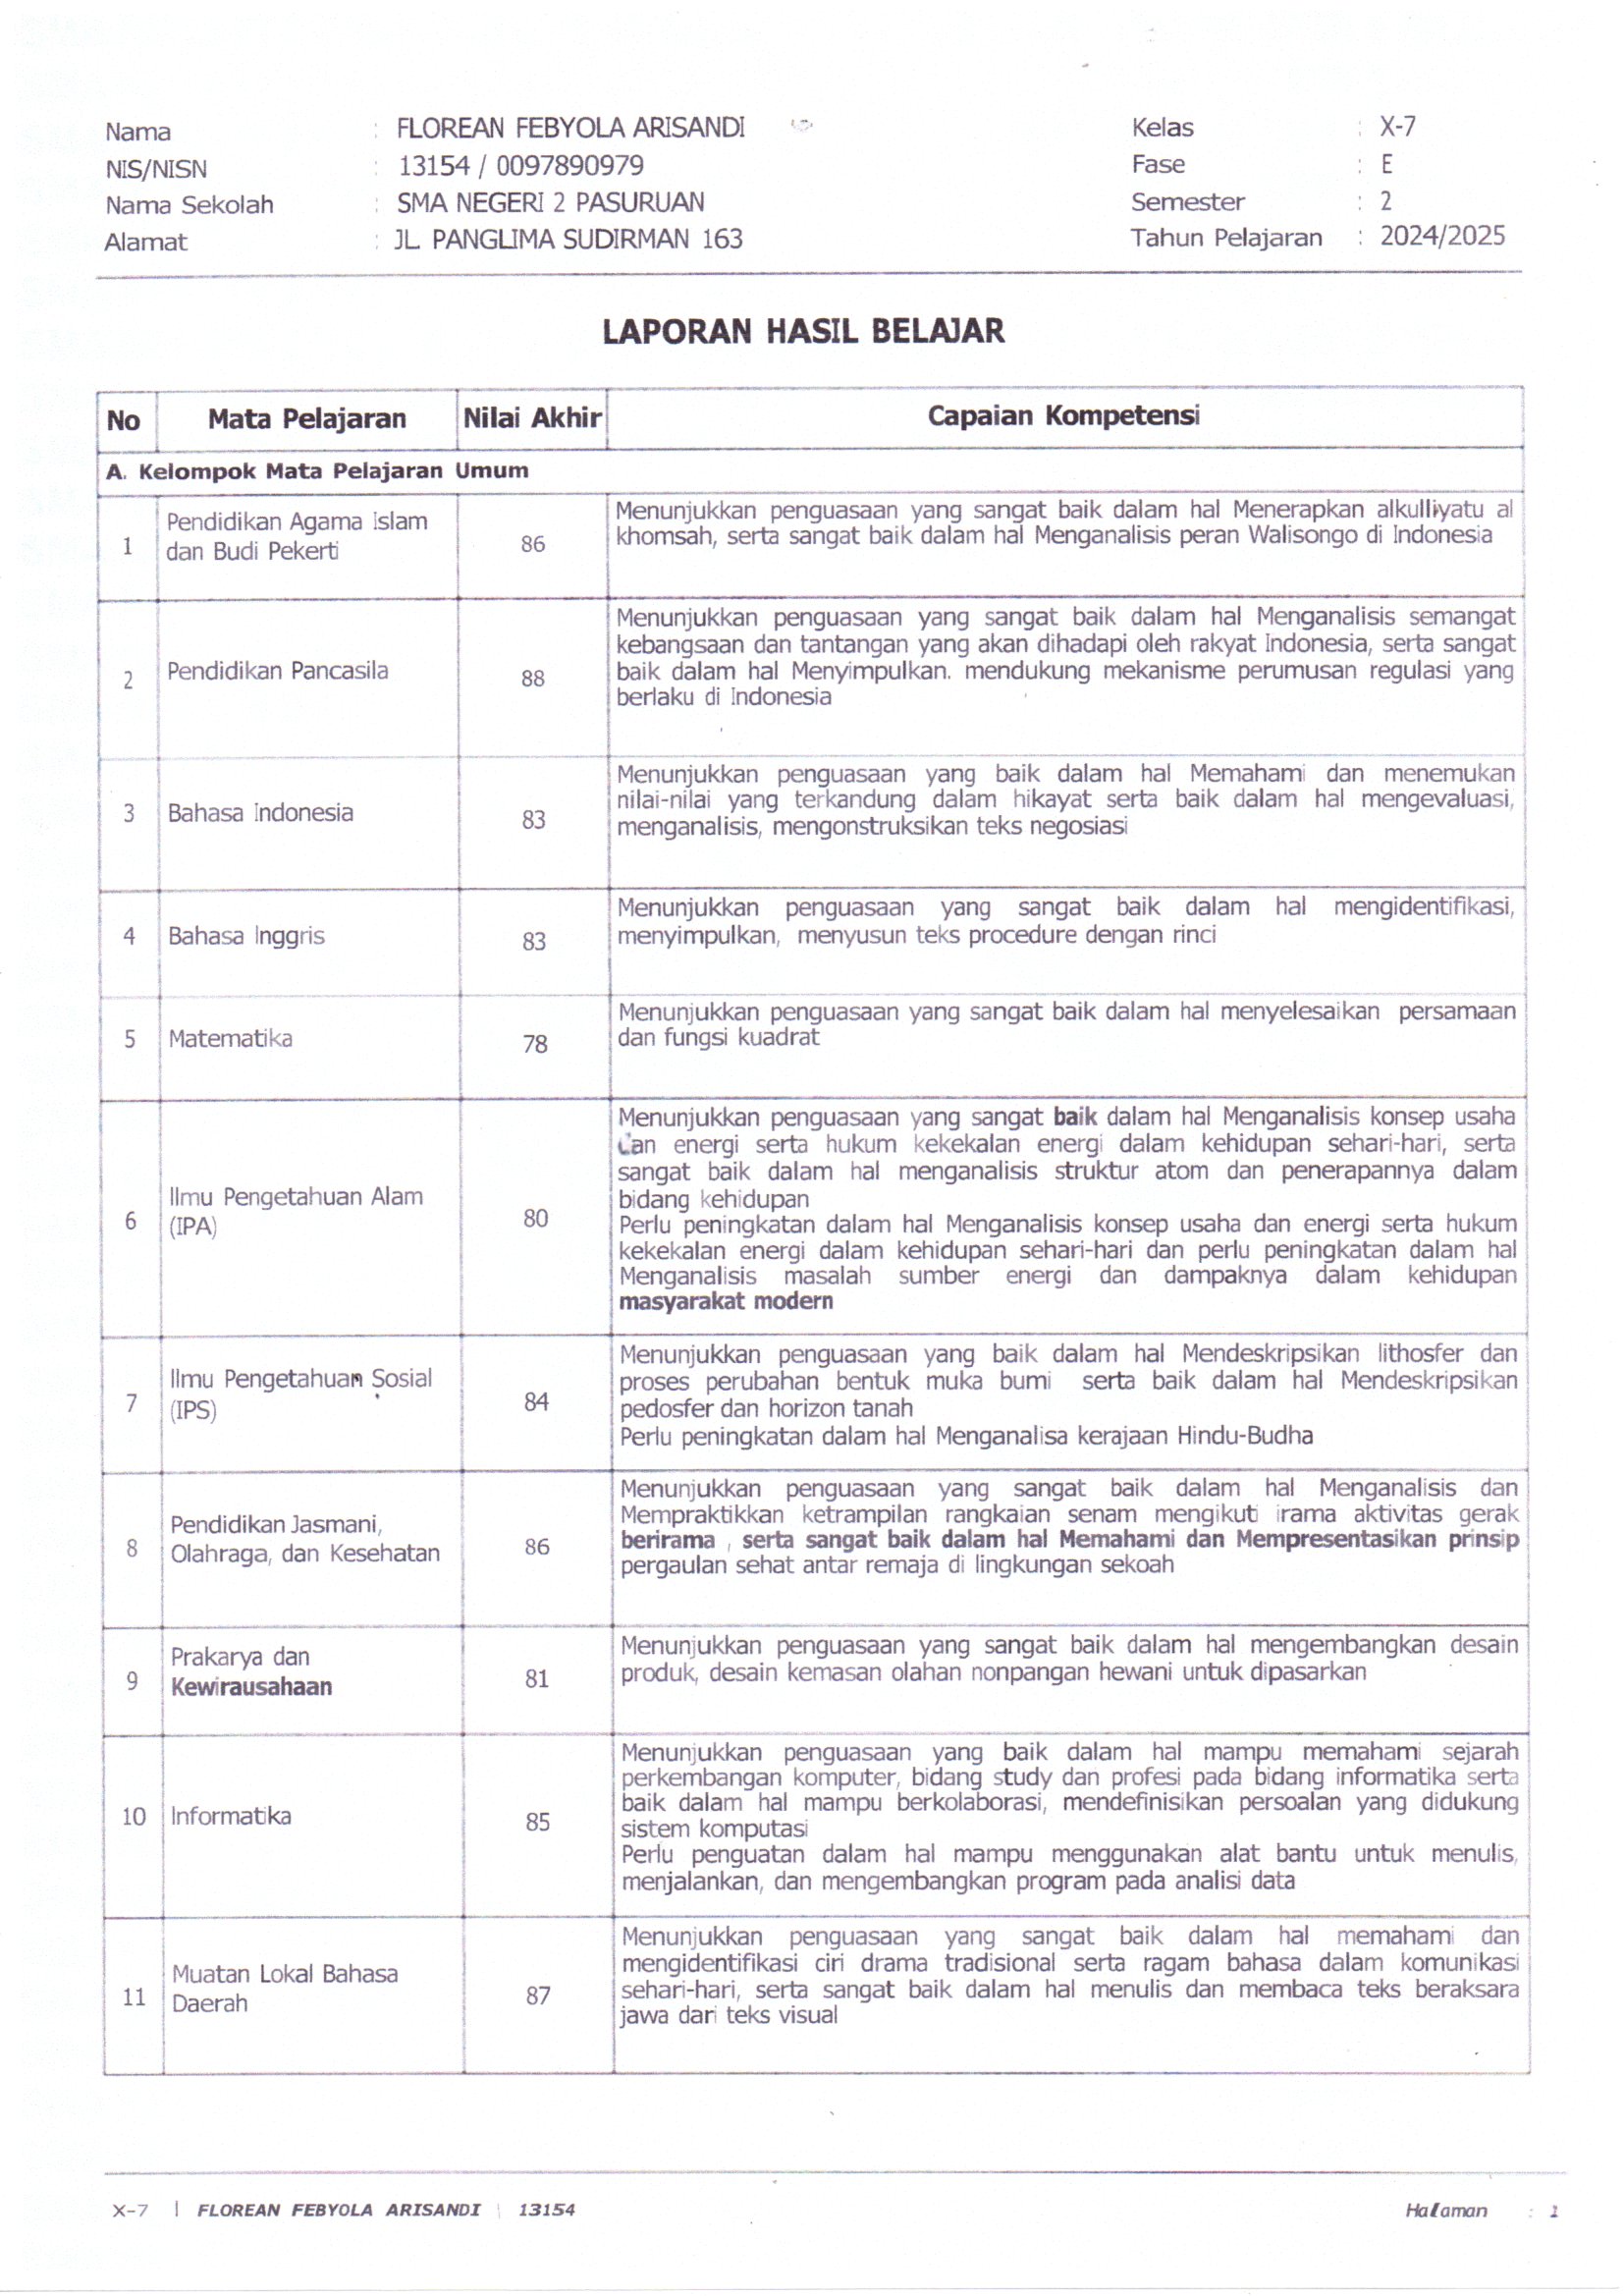 Nama : FLOREAN FEBYOLA ARISANDI
NIS/NISN : 13154 / 0097890979
Nama Sekolah : SMA NEGERI 2 PASURUAN
Alamat : JL. PANGLIMA SUDIRMAN 163
Kelas : X-7
Fase : E
Semester : 2
Tahun Pelajaran : 2024/2025
LAPORAN HASIL BELAJAR
No Mata Pelajaran Nilai Akhir Capaian Kompetensi
A. Kelompok Mata Pelajaran Umum
1
Pendidikan Agama Islam
dan Budi Pekerti
86
Menunjukkan penguasaan yang sangat baik dalam hal Menerapkan alkulliyatu al
khomsah, serta sangat baik dalam hal Menganalisis peran Walisongo di Indonesia
2
Pendidikan Pancasila
88
Menunjukkan penguasaan yang sangat baik dalam hal Menganalisis semangat
kebangsaan dan tantangan yang akan dihadapi oleh rakyat Indonesia, serta sangat
baik dalam hal Menyimpulkan. mendukung mekanisme perumusan regulasi yang
berlaku di Indonesia
3
Bahasa Indonesia
83
Menunjukkan penguasaan yang baik dalam hal Memahami dan menemukan
nilai-nilai yang terkandung dalam hikayat serta baik dalam hal mengevaluasi,
menganalisis, mengonstruksikan teks negosiasi
4
Bahasa Inggris
83
Menunjukkan penguasaan yang sangat baik dalam hal mengidentifikasi,
menyimpulkan, menyusun teks procedure dengan rinci
5
Matematika
78
Menunjukkan penguasaan yang sangat baik dalam hal menyelesaikan persamaan
dan fungsi kuadrat
6
Ilmu Pengetahuan Alam
(IPA)
80
Menunjukkan penguasaan yang sangat baik dalam hal Menganalisis konsep usaha
dan energi serta hukum kekekalan energi dalam kehidupan sehari-hari, serta
sangat baik dalam hal menganalisis struktur atom dan penerapannya dalam
bidang kehidupan
Perlu peningkatan dalam hal Menganalisis konsep usaha dan energi serta hukum
kekekalan energi dalam kehidupan sehari-hari dan perlu peningkatan dalam hal
Menganalisis masalah sumber energi dan dampaknya dalam kehidupan
masyarakat modern
7
Ilmu Pengetahuan Sosial
(IPS)
84
Menunjukkan penguasaan yang baik dalam hal Mendeskripsikan lithosfer dan
proses perubahan bentuk muka bumi serta baik dalam hal Mendeskripsikan
pedosfer dan horizon tanah
Perlu peningkatan dalam hal Menganalisa kerajaan Hindu-Budha
8
Pendidikan Jasmani,
Olahraga, dan Kesehatan
86
Menunjukkan penguasaan yang sangat baik dalam hal Menganalisis dan
Mempraktikkan ketrampilan rangkaian senam mengikuti irama aktivitas gerak
berirama , serta sangat baik dalam hal Memahami dan Mempresentasikan prinsip
pergaulan sehat antar remaja di lingkungan sekoah
9
Prakarya dan
Kewirausahaan
81
Menunjukkan penguasaan yang sangat baik dalam hal mengembangkan desain
produk, desain kemasan olahan nonpangan hewani untuk dipasarkan
10
Informatika
85
Menunjukkan penguasaan yang baik dalam hal mampu memahami sejarah
perkembangan komputer, bidang study dan profesi pada bidang informatika serta
baik dalam hal mampu berkolaborasi, mendefinisikan persoalan yang didukung
sistem komputasi
Perlu penguatan dalam hal mampu menggunakan alat bantu untuk menulis,
menjalankan, dan mengembangkan program pada analisi data
11
Muatan Lokal Bahasa
Daerah
87
Menunjukkan penguasaan yang sangat baik dalam hal memahami dan
mengidentifikasi ciri drama tradisional serta ragam bahasa dalam komunikasi
sehari-hari, serta sangat baik dalam hal menulis dan membaca teks beraksara
jawa dari teks visual
X-7 | FLOREAN FEBYOLA ARISANDI | 13154
Halaman : 1